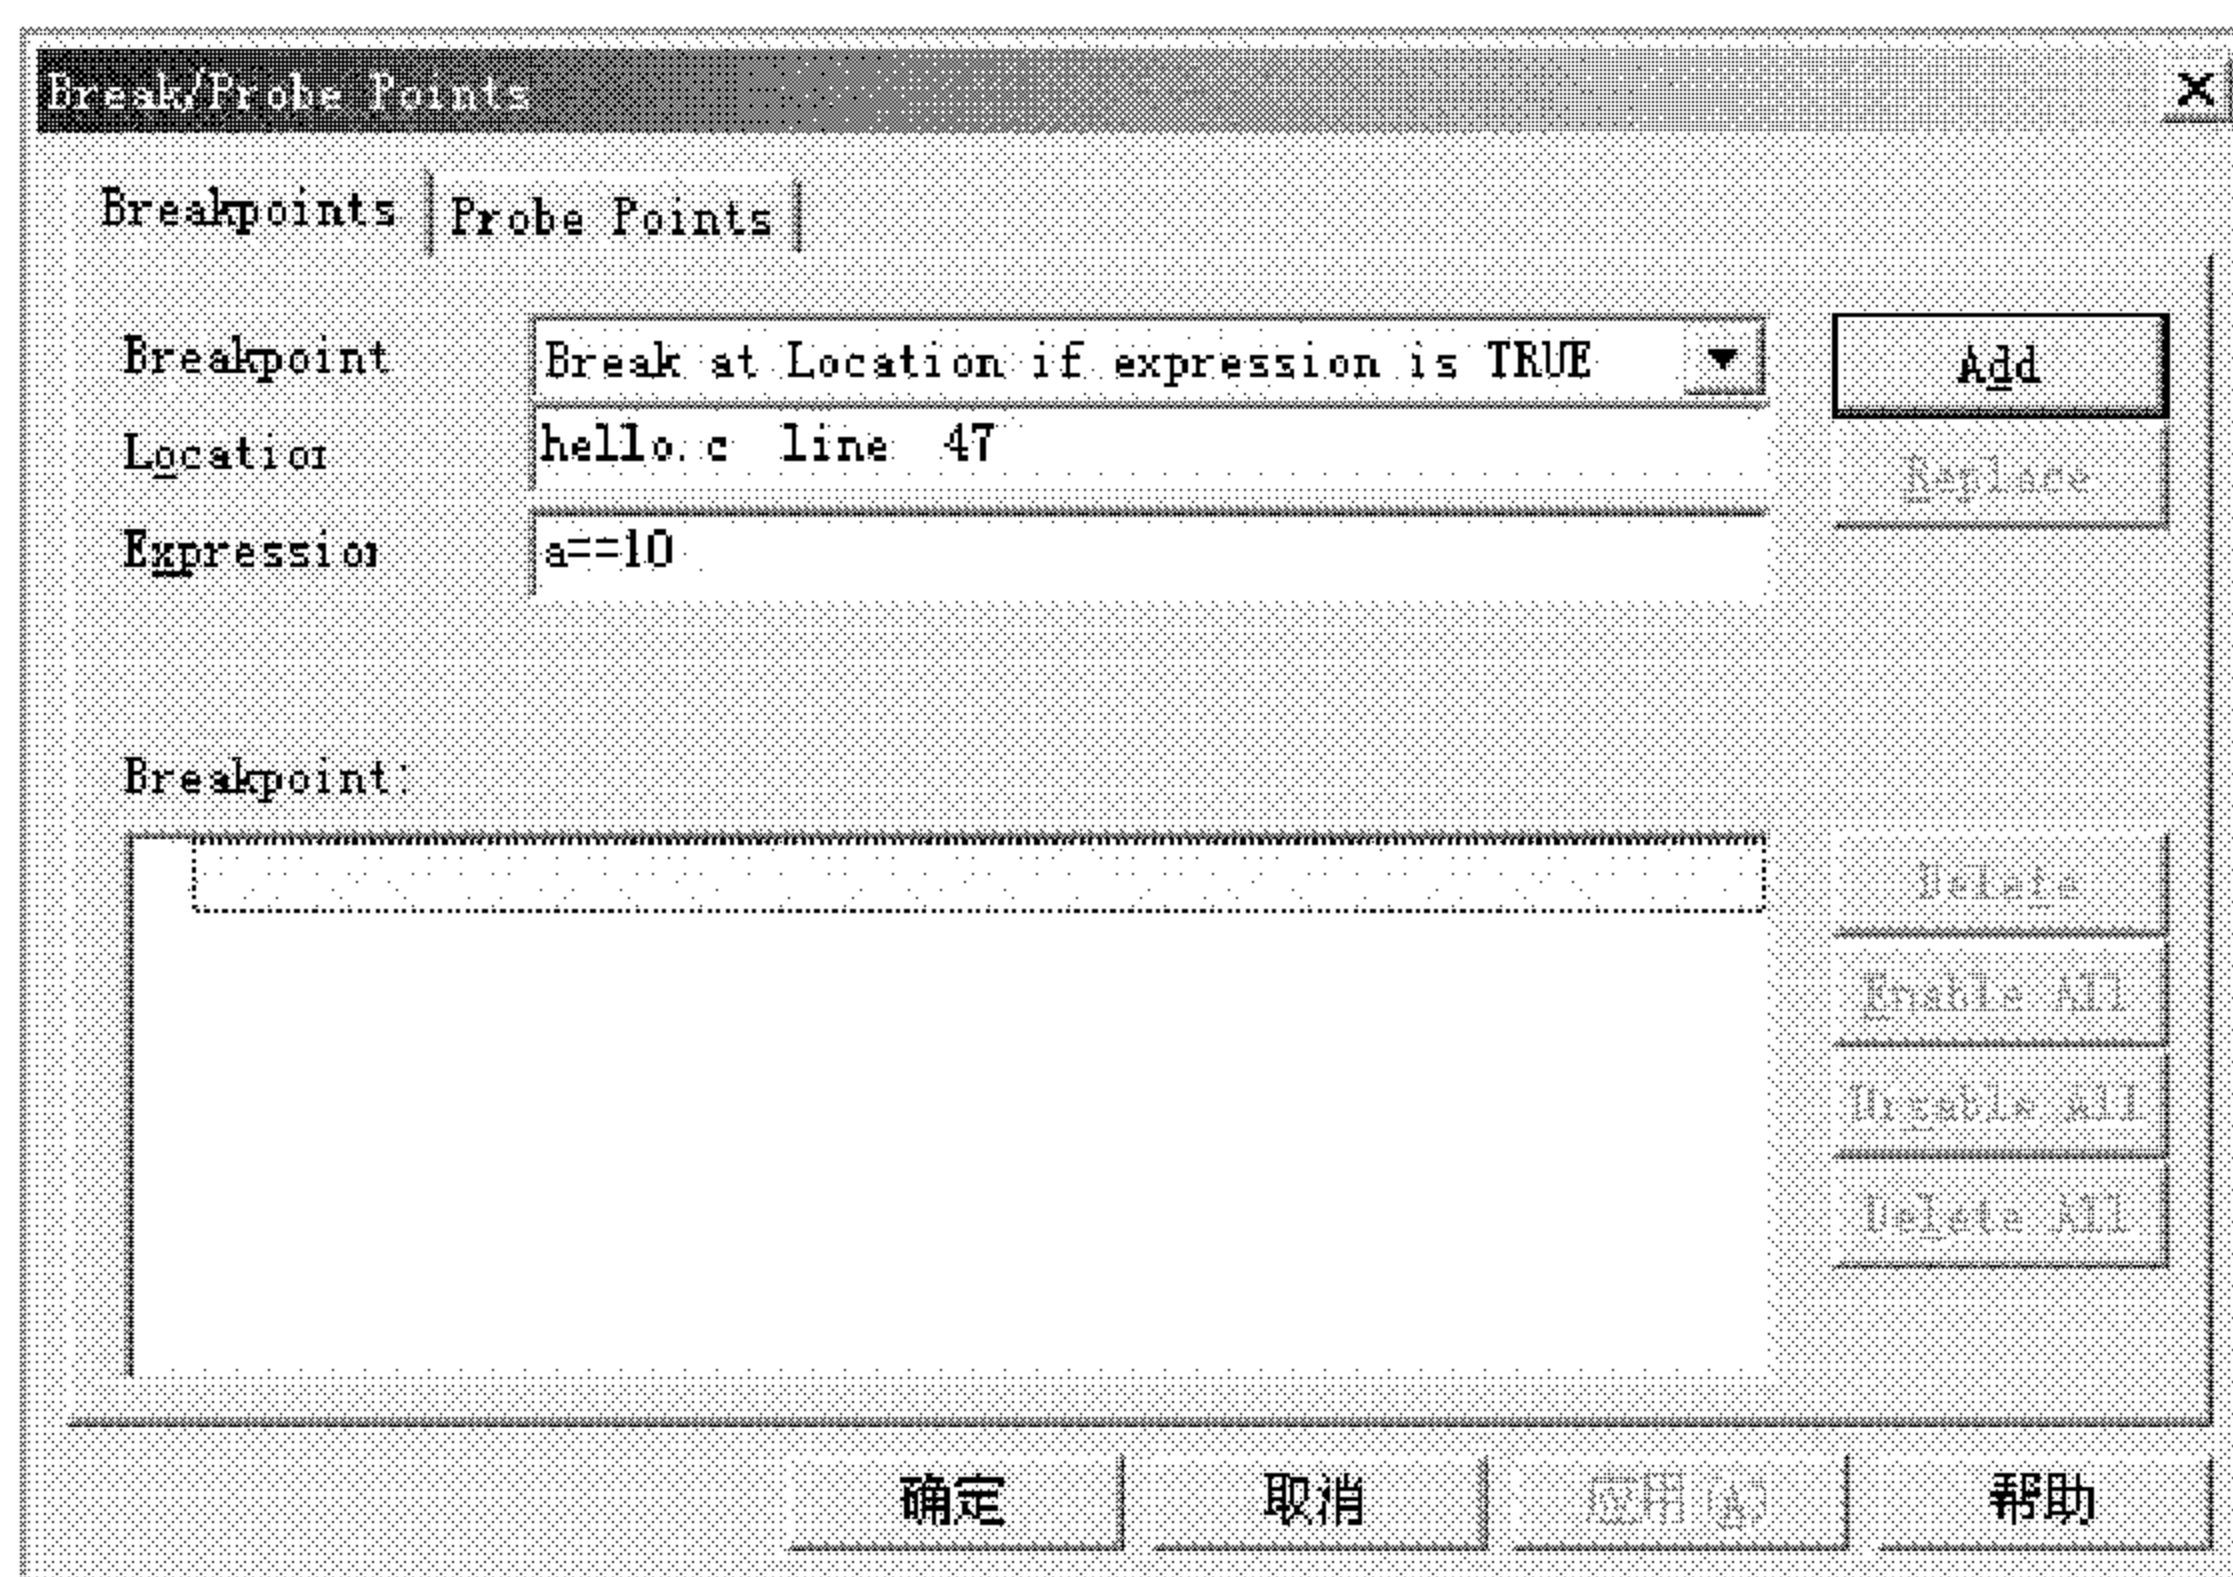 Break/Probe Points
Breakpoints
Probe Points
Breakpoint
Break at Location if expression is TRUE
Add
Location
hello.c line 47
Replace
Expression
a==10
Breakpoint:
Delete
Enable All
Disable All
Delete All
确定
取消
应用(A)
帮助